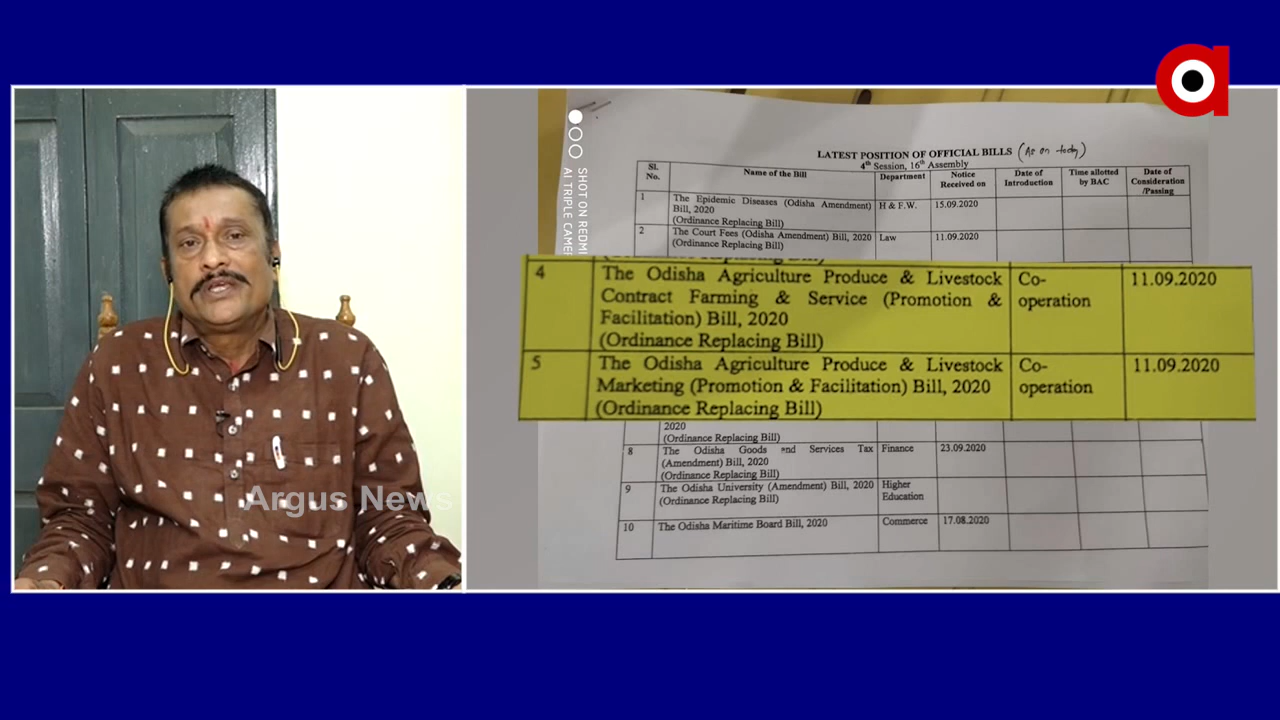 SHOT ON REDMI
AI TRIPLE CAMER
LATEST POSITION OF OFFICIAL BILLS (As on today)
4th Session, 16th Assembly
Sl. No. Name of the Bill Department Notice Received on Date of Introduction Time allotted by BAC Date of Consideration /Passing
1 The Epidemic Diseases (Odisha Amendment) H & F.W. 15.09.2020
Bill, 2020
(Ordinance Replacing Bill)
2 The Court Fees (Odisha Amendment) Bill, 2020 Law 11.09.2020
(Ordinance Replacing Bill)
4 The Odisha Agriculture Produce & Livestock Co- 11.09.2020
Contract Farming & Service (Promotion & operation
Facilitation) Bill, 2020
(Ordinance Replacing Bill)
5 The Odisha Agriculture Produce & Livestock Co- 11.09.2020
Marketing (Promotion & Facilitation) Bill, 2020 operation
(Ordinance Replacing Bill)
2020
(Ordinance Replacing Bill)
8 The Odisha Goods and Services Tax Finance 23.09.2020
(Amendment) Bill, 2020
(Ordinance Replacing Bill)
9 The Odisha University (Amendment) Bill, 2020 Higher
(Ordinance Replacing Bill) Education
10 The Odisha Maritime Board Bill, 2020 Commerce 17.08.2020
Argus News